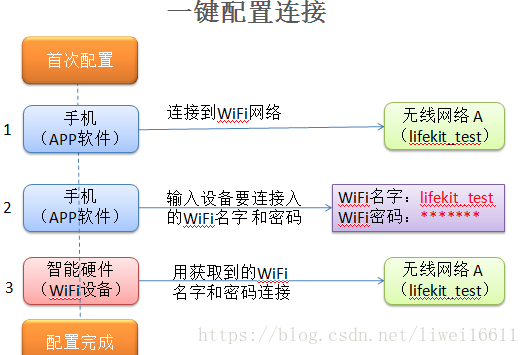 一键配置连接
首次配置
1
手机
（APP软件）
连接到WiFi网络
无线网络 A
（lifekit_test）
2
手机
（APP软件）
输入设备要连接入
的WiFi名字和密码
WiFi名字：lifekit_test
WiFi密码：*******
3
智能硬件
（WiFi设备）
用获取到的WiFi
名字和密码连接
无线网络 A
（lifekit_test）
配置完成
https://blog.csdn.net/liwei16611